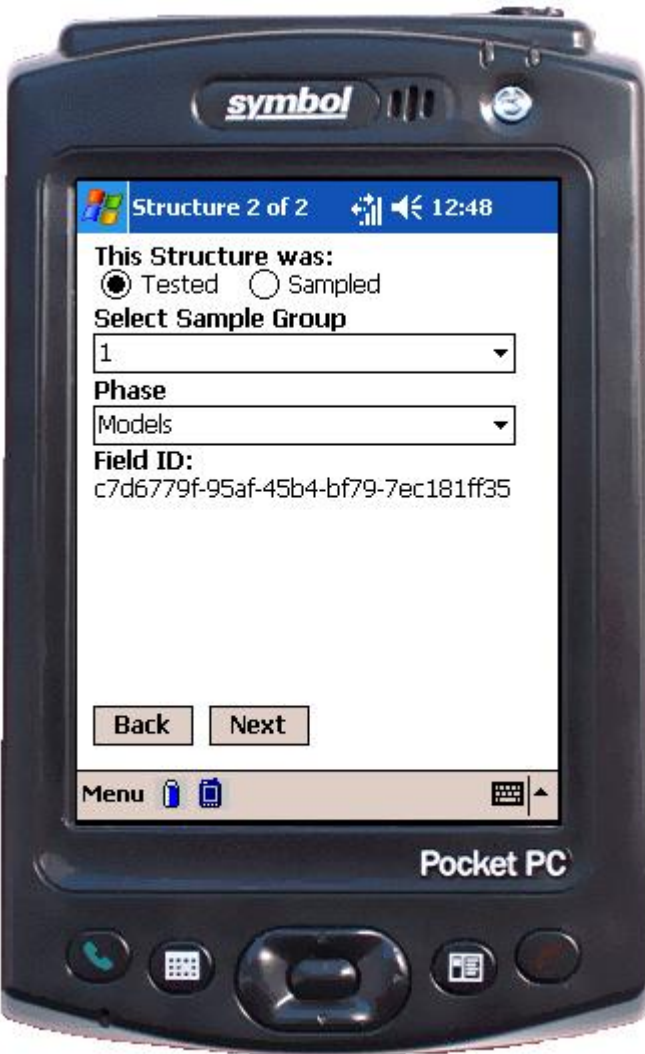 symbol
Structure 2 of 2 12:48
This Structure was:
Tested Sampled
Select Sample Group
1
Phase
Models
Field ID:
c7d6779f-95af-45b4-bf79-7ec181ff35
Back Next
Menu
Pocket PC